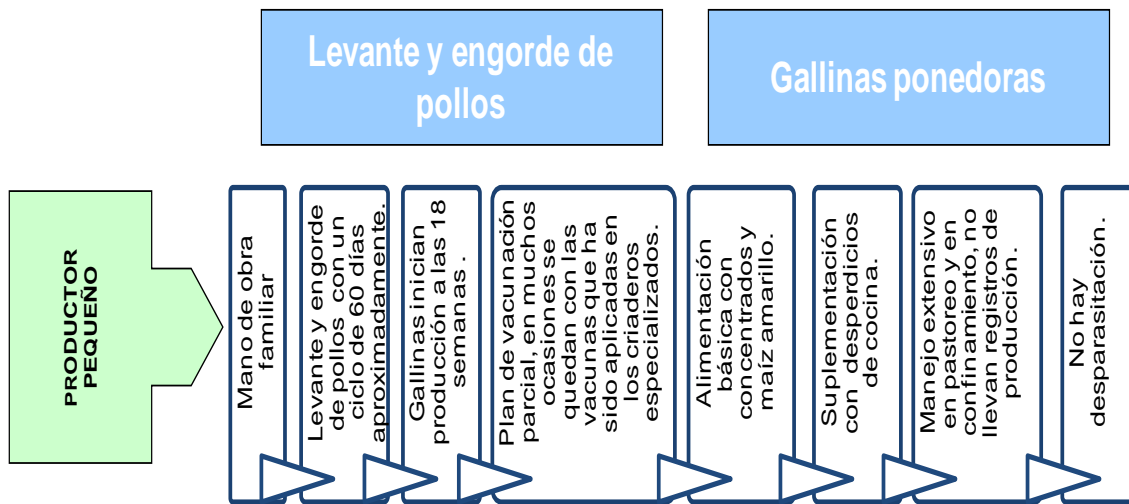 Levante y engorde de
pollos
Gallinas ponedoras
PRODUCTOR
PEQUEÑO
Mano de obra
familiar
Levante y engorde
de pollos con un
ciclo de 60 días
aproximadamente.
Gallinas inician
producción a las 18
semanas .
Plan de vacunación
parcial, en muchos
ocasiones se
quedan con las
vacunas que ha
sido aplicadas en
los criaderos
especializados.
Alimentación
básica con
concentrados y
maíz amarillo.
Suplementación
con desperdicios
de cocina.
Manejo extensivo
en pastoreo y en
confinamiento, no
llevan registros de
producción.
No hay
desparasitación.